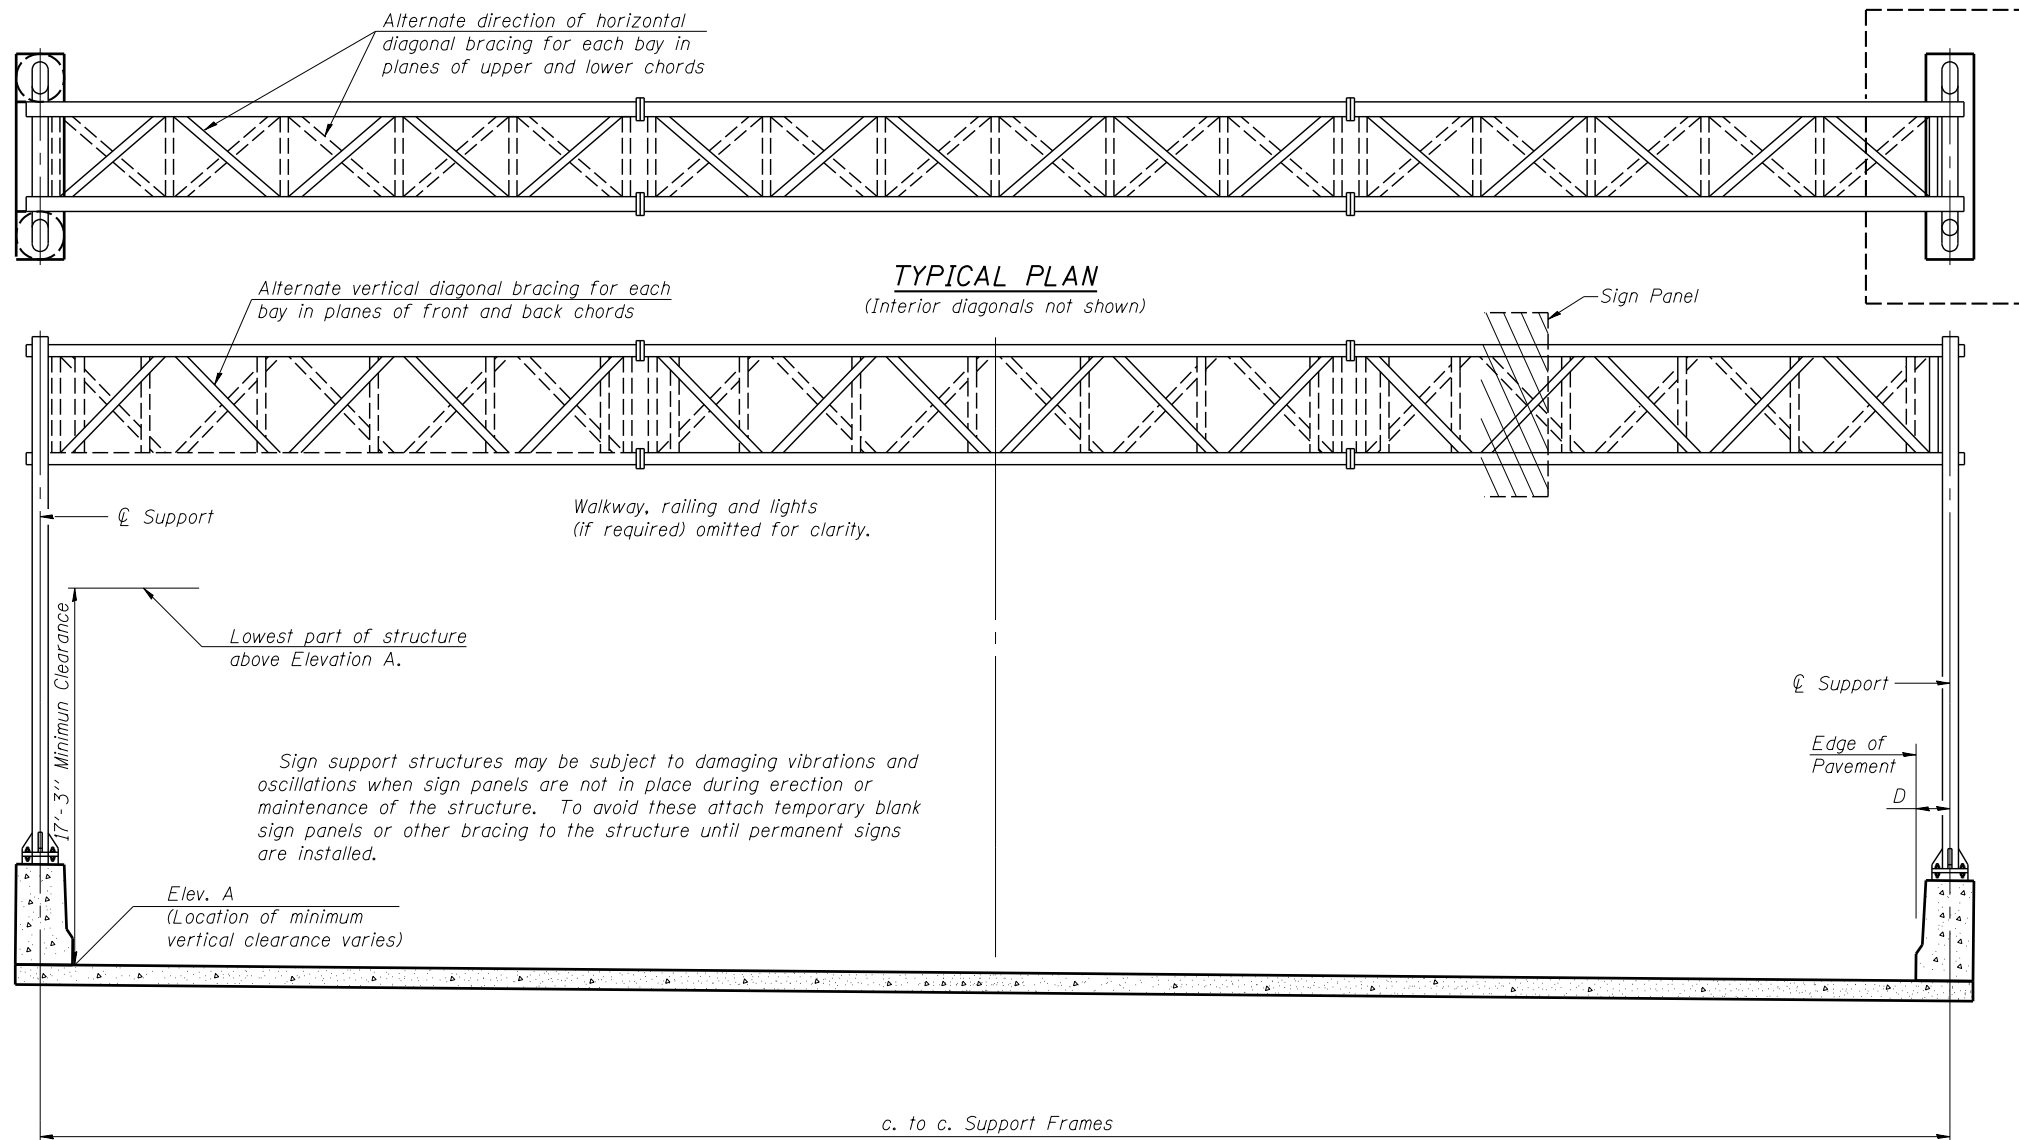 Alternate direction of horizontal
diagonal bracing for each bay in
planes of upper and lower chords
TYPICAL PLAN
(Interior diagonals not shown)
Alternate vertical diagonal bracing for each
bay in planes of front and back chords
Sign Panel
℄ Support
Walkway, railing and lights
(if required) omitted for clarity.
17'-3" Minimun Clearance
Lowest part of structure
above Elevation A.
℄ Support
Edge of
Pavement
D
Sign support structures may be subject to damaging vibrations and
oscillations when sign panels are not in place during erection or
maintenance of the structure. To avoid these attach temporary blank
sign panels or other bracing to the structure until permanent signs
are installed.
Elev. A
(Location of minimum
vertical clearance varies)
c. to c. Support Frames